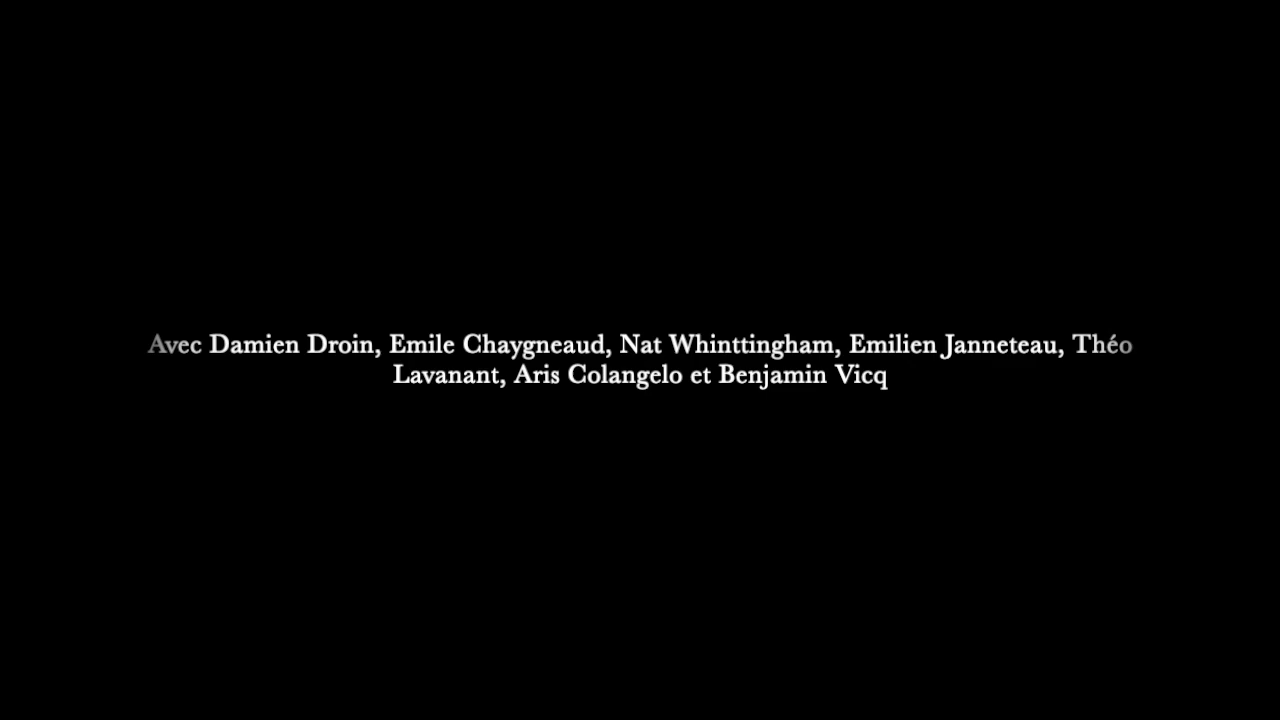 Avec Damien Droin, Emile Chaygneaud, Nat Whinttingham, Emilien Janneteau, Théo
Lavanant, Aris Colangelo et Benjamin Vicq